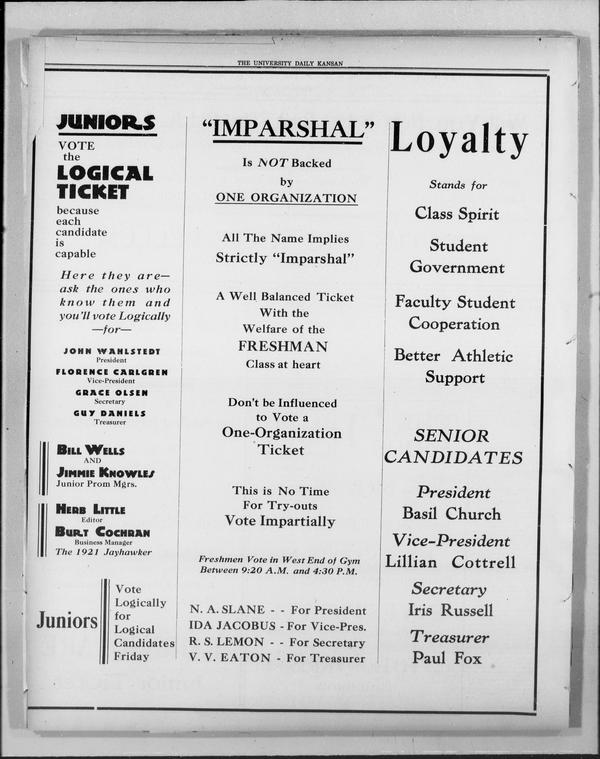 THE UNIVERSITY DAILY KANSAN
JUNIORS
VOTE
the
LOGICAL
TICKET
because
each
candidate
is
capable
Here they are—
ask the ones who
know them and
you'll vote Logically
—for—
JOHN WAHLSTEDT
President
FLORENCE CARLGREN
Vice-President
GRACE OLSEN
Secretary
GUY DANIELS
Treasurer
BILL WELLS
AND
JIMMIE KNOWLES
Junior Prom Mgrs.
HERB LITTLE
Editor
BURT COCHRAN
Business Manager
The 1921 Jayhawker
Juniors
Vote
Logically
for
Logical
Candidates
Friday
"IMPARSHAL"
Is NOT Backed
by
ONE ORGANIZATION
All The Name Implies
Strictly "Imparshal"
A Well Balanced Ticket
With the
Welfare of the
FRESHMAN
Class at heart
Don't be Influenced
to Vote a
One-Organization
Ticket
This is No Time
For Try-outs
Vote Impartially
Freshmen Vote in West End of Gym
Between 9:20 A.M. and 4:30 P.M.
N. A. SLANE - - For President
IDA JACOBUS - For Vice-Pres.
R. S. LEMON - - For Secretary
V. V. EATON - For Treasurer
Loyalty
Stands for
Class Spirit
Student
Government
Faculty Student
Cooperation
Better Athletic
Support
SENIOR
CANDIDATES
President
Basil Church
Vice-President
Lillian Cottrell
Secretary
Iris Russell
Treasurer
Paul Fox